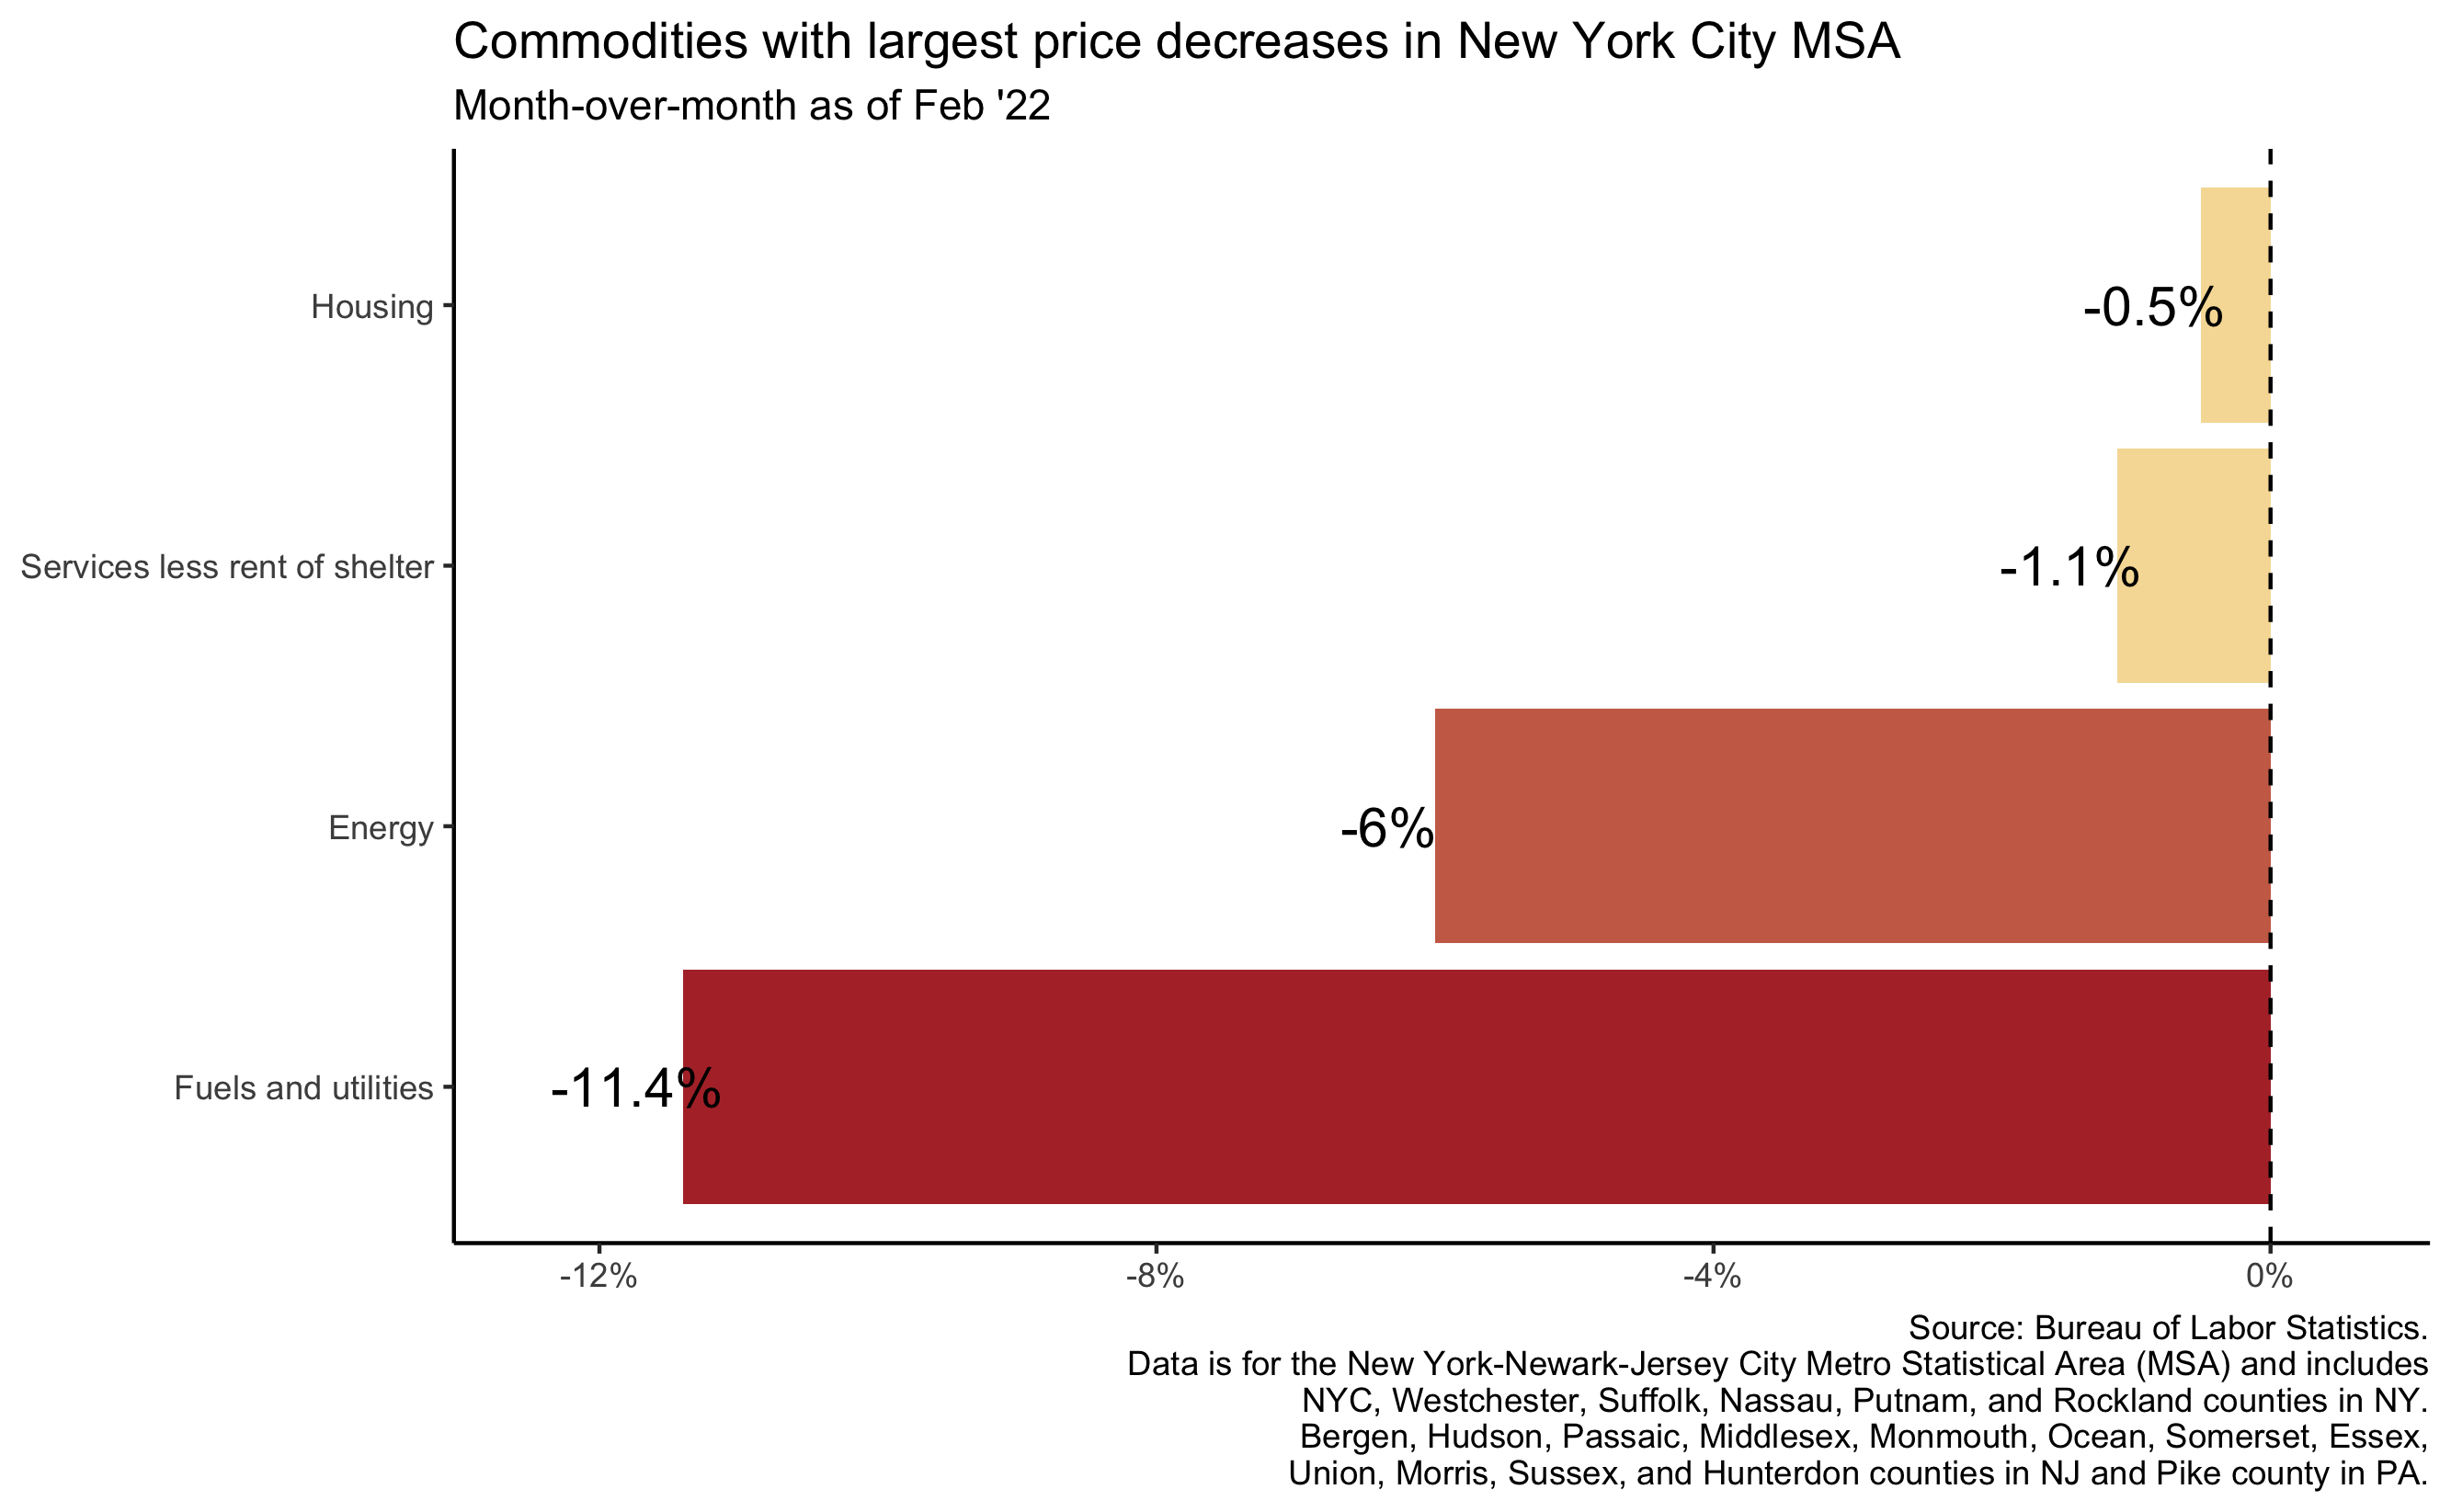 Commodities with largest price decreases in New York City MSA
Month-over-month as of Feb '22
Housing
-0.5%
Services less rent of shelter
-1.1%
Energy
-6%
Fuels and utilities
-11.4%
-12%
-8%
-4%
0%
Source: Bureau of Labor Statistics.
Data is for the New York-Newark-Jersey City Metro Statistical Area (MSA) and includes
NYC, Westchester, Suffolk, Nassau, Putnam, and Rockland counties in NY.
Bergen, Hudson, Passaic, Middlesex, Monmouth, Ocean, Somerset, Essex,
Union, Morris, Sussex, and Hunterdon counties in NJ and Pike county in PA.